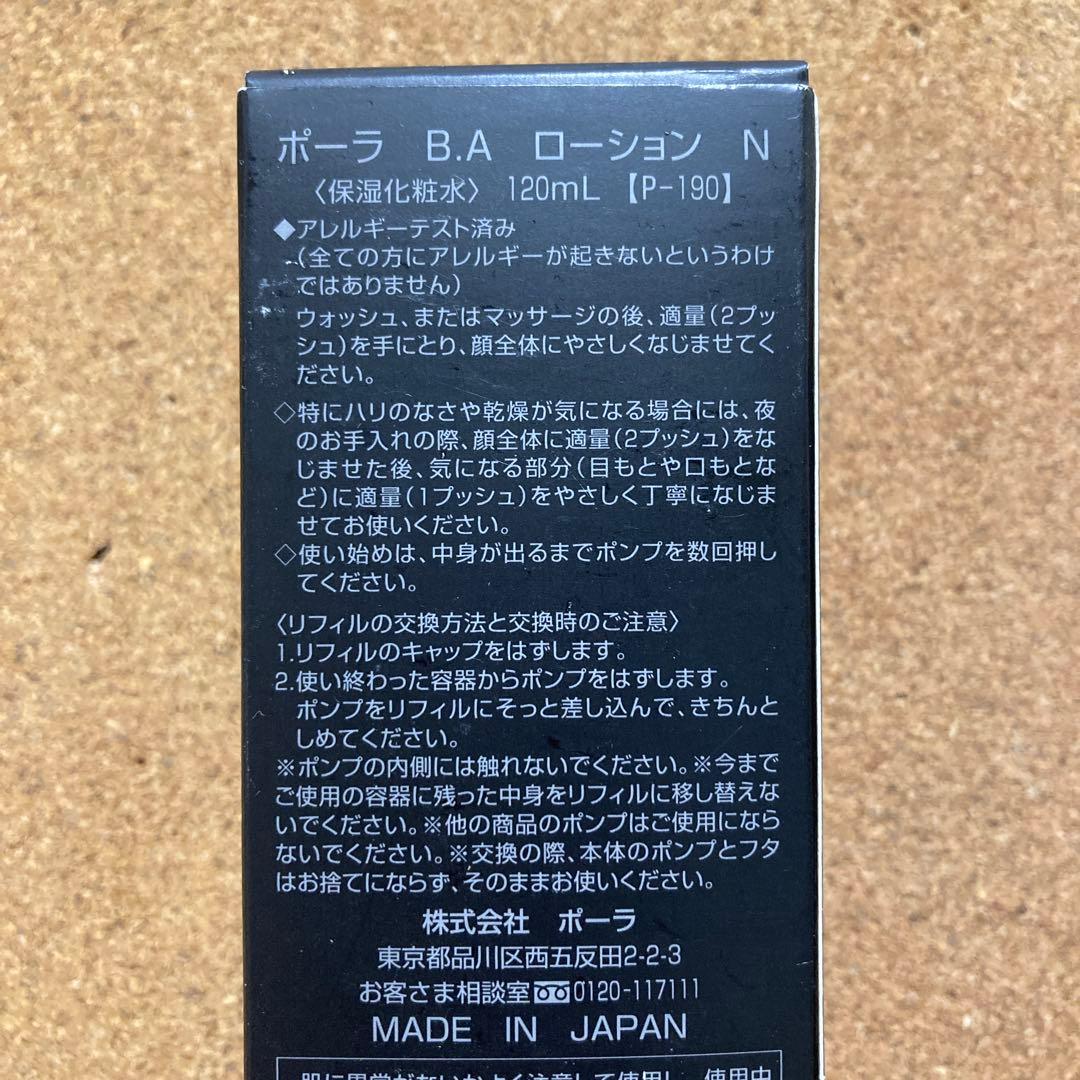 ポーラ B.A ローション N
〈保湿化粧水〉 120mL 【P-190】
◆アレルギーテスト済み
(全ての方にアレルギーが起きないというわけ
ではありません)
ウォッシュ、またはマッサージの後、適量(2プッ
シュ)を手にとり、顔全体にやさしくなじませてく
ださい。
◇特にハリのなさや乾燥が気になる場合には、夜
のお手入れの際、顔全体に適量(2プッシュ)をな
じませた後、気になる部分(目もとや口もとな
ど)に適量(1プッシュ)をやさしく丁寧になじま
せてお使いください。
◇使い始めは、中身が出るまでポンプを数回押し
てください。
〈リフィルの交換方法と交換時のご注意〉
1.リフィルのキャップをはずします。
2.使い終わった容器からポンプをはずします。
ポンプをリフィルにそっと差し込んで、きちんと
しめてください。
※ポンプの内側には触れないでください。※今まで
ご使用の容器に残った中身をリフィルに移し替えな
いでください。※他の商品のポンプはご使用になら
ないでください。※交換の際、本体のポンプとフタ
はお捨てにならず、そのままお使いください。
株式会社 ポーラ
東京都品川区西五反田2-2-3
お客さま相談室 0120-117111
MADE IN JAPAN
肌に異常がないかよく注意して使用し、使用中